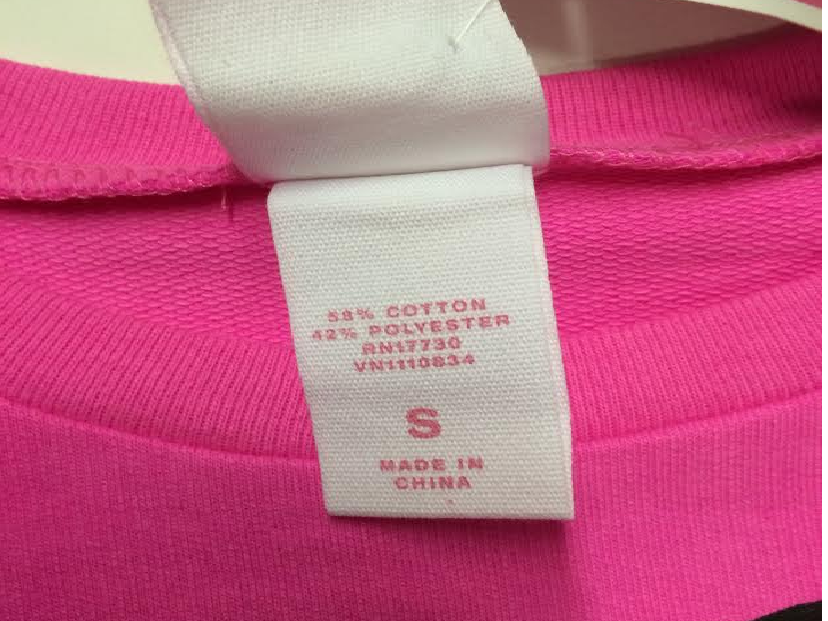 58% COTTON
42% POLYESTER
RN17730
VN1110834
S
MADE IN
CHINA